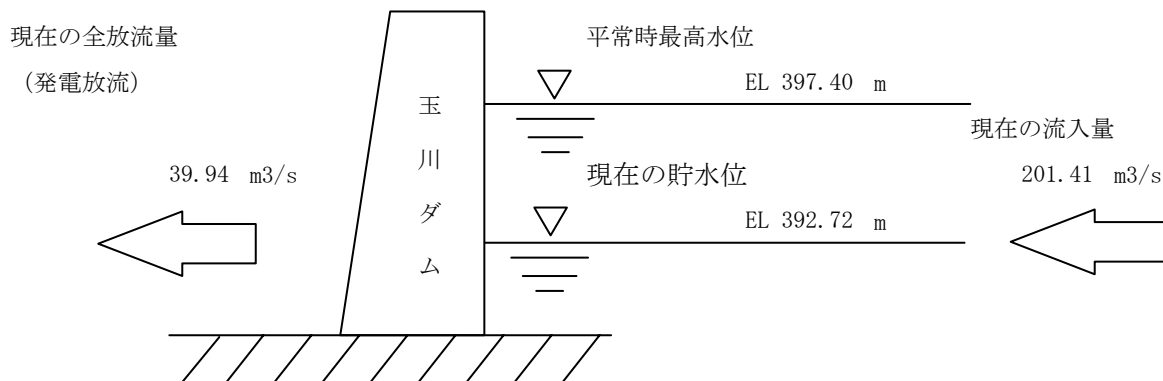 現在の全放流量
（発電放流）
39.94 m3/s
玉川ダム
平常時最高水位
EL 397.40 m
現在の貯水位
EL 392.72 m
現在の流入量
201.41 m3/s